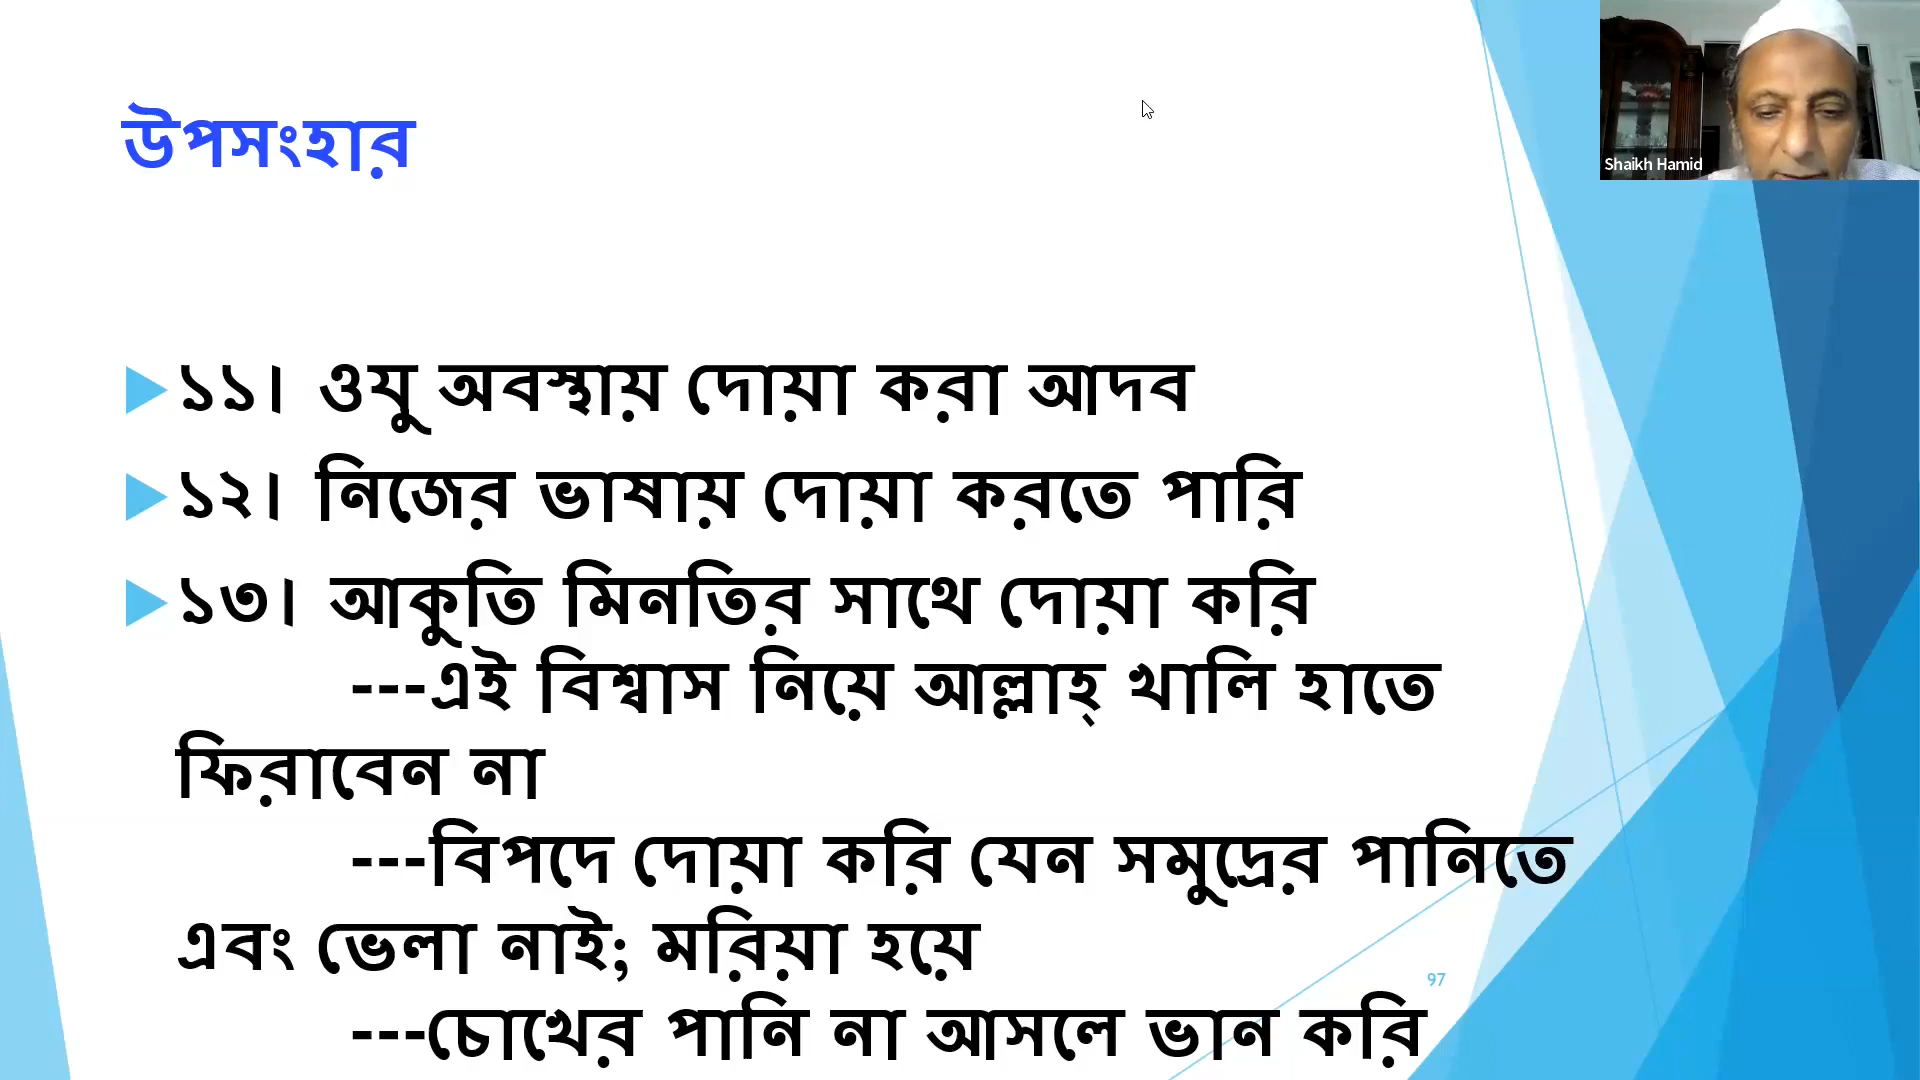 উপসংহার
Shaikh Hamid
১১। ওযু অবস্থায় দোয়া করা আদব
১২। নিজের ভাষায় দোয়া করতে পারি
১৩। আকুতি মিনতির সাথে দোয়া করি
---এই বিশ্বাস নিয়ে আল্লাহ্ খালি হাতে
ফিরাবেন না
---বিপদে দোয়া করি যেন সমুদ্রের পানিতে
এবং ভেলা নাই; মরিয়া হয়ে
97
---চোখের পানি না আসলে ভান করি